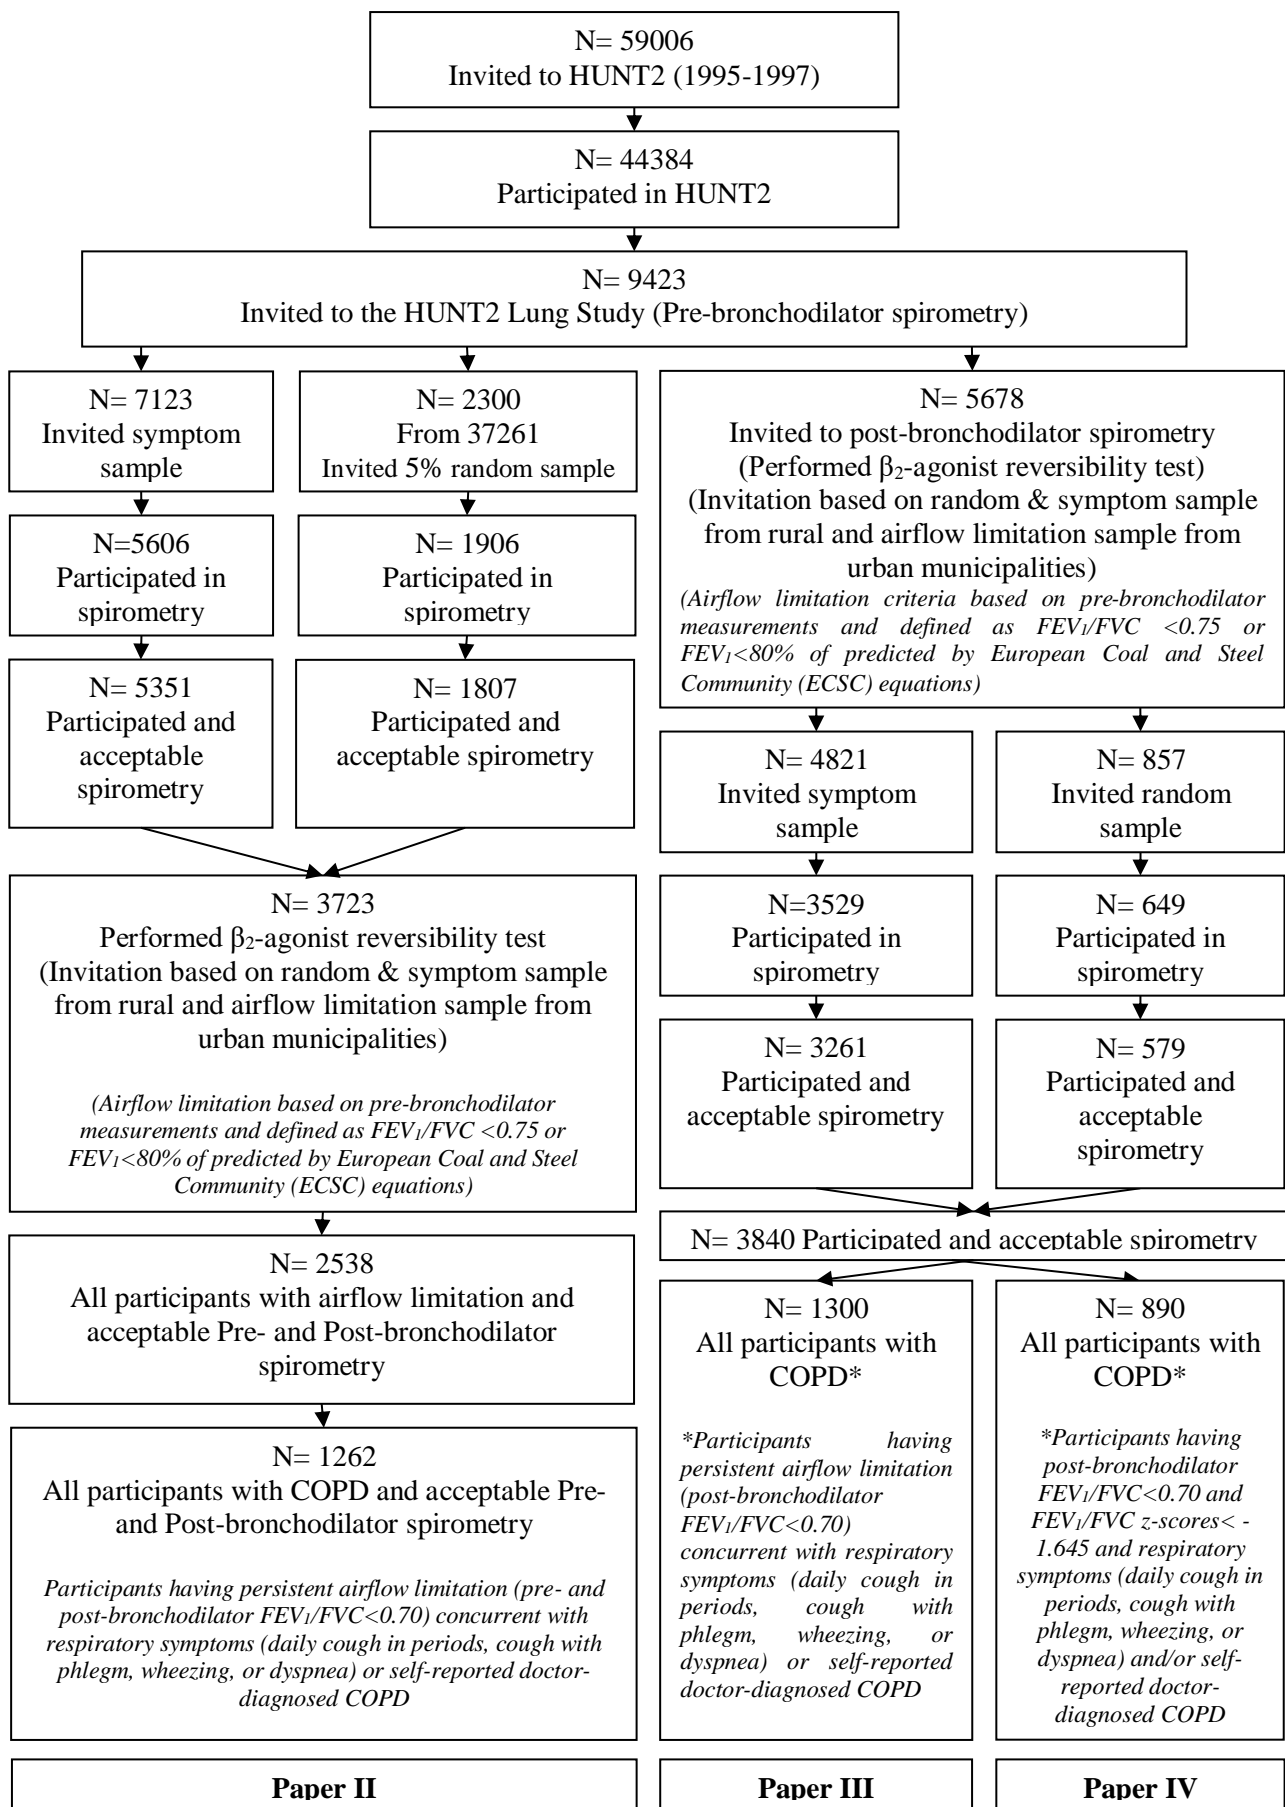 N= 59006
Invited to HUNT2 (1995-1997)
N= 44384
Participated in HUNT2
N= 9423
Invited to the HUNT2 Lung Study (Pre-bronchodilator spirometry)
N= 7123
Invited symptom
sample
N= 2300
From 37261
Invited 5% random sample
N= 5678
Invited to post-bronchodilator spirometry
(Performed β₂-agonist reversibility test)
(Invitation based on random & symptom sample
from rural and airflow limitation sample from
urban municipalities)
(Airflow limitation criteria based on pre-bronchodilator
measurements and defined as FEV₁/FVC <0.75 or
FEV₁<80% of predicted by European Coal and Steel
Community (ECSC) equations)
N=5606
Participated in
spirometry
N= 1906
Participated in
spirometry
N= 5351
Participated and
acceptable
spirometry
N= 1807
Participated and
acceptable spirometry
N= 4821
Invited symptom
sample
N= 857
Invited random
sample
N= 3723
Performed β₂-agonist reversibility test
(Invitation based on random & symptom sample
from rural and airflow limitation sample from
urban municipalities)
(Airflow limitation based on pre-bronchodilator
measurements and defined as FEV₁/FVC <0.75 or
FEV₁<80% of predicted by European Coal and Steel
Community (ECSC) equations)
N=3529
Participated in
spirometry
N= 649
Participated in
spirometry
N= 3261
Participated and
acceptable spirometry
N= 579
Participated and
acceptable
spirometry
N= 3840 Participated and acceptable spirometry
N= 2538
All participants with airflow limitation and
acceptable Pre- and Post-bronchodilator
spirometry
N= 1262
All participants with COPD and acceptable Pre-
and Post-bronchodilator spirometry
Participants having persistent airflow limitation (pre- and
post-bronchodilator FEV₁/FVC<0.70) concurrent with
respiratory symptoms (daily cough in periods, cough with
phlegm, wheezing, or dyspnea) or self-reported doctor-
diagnosed COPD
N= 1300
All participants with
COPD*
*Participants having
persistent airflow limitation
(post-bronchodilator
FEV₁/FVC<0.70)
concurrent with respiratory
symptoms (daily cough in
periods, cough with
phlegm, wheezing, or
dyspnea) or self-reported
doctor-diagnosed COPD
N= 890
All participants with
COPD*
*Participants having
post-bronchodilator
FEV₁/FVC<0.70 and
FEV₁/FVC z-scores< -
1.645 and respiratory
symptoms (daily cough in
periods, cough with
phlegm, wheezing, or
dyspnea) and/or self-
reported doctor-
diagnosed COPD
Paper II
Paper III
Paper IV